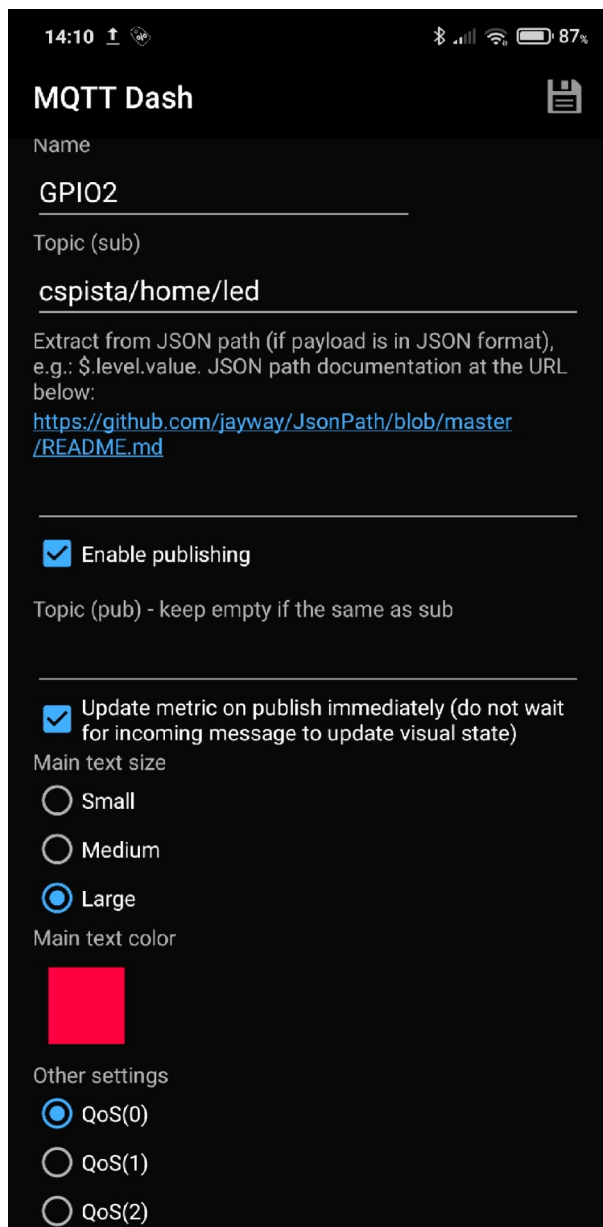 14:10 87%
MQTT Dash
Name
GPIO2
Topic (sub)
cspista/home/led
Extract from JSON path (if payload is in JSON format),
e.g.: $.level.value. JSON path documentation at the URL
below:
https://github.com/jayway/JsonPath/blob/master
/README.md
Enable publishing
Topic (pub) - keep empty if the same as sub
Update metric on publish immediately (do not wait
for incoming message to update visual state)
Main text size
Small
Medium
Large
Main text color
Other settings
QoS(0)
QoS(1)
QoS(2)